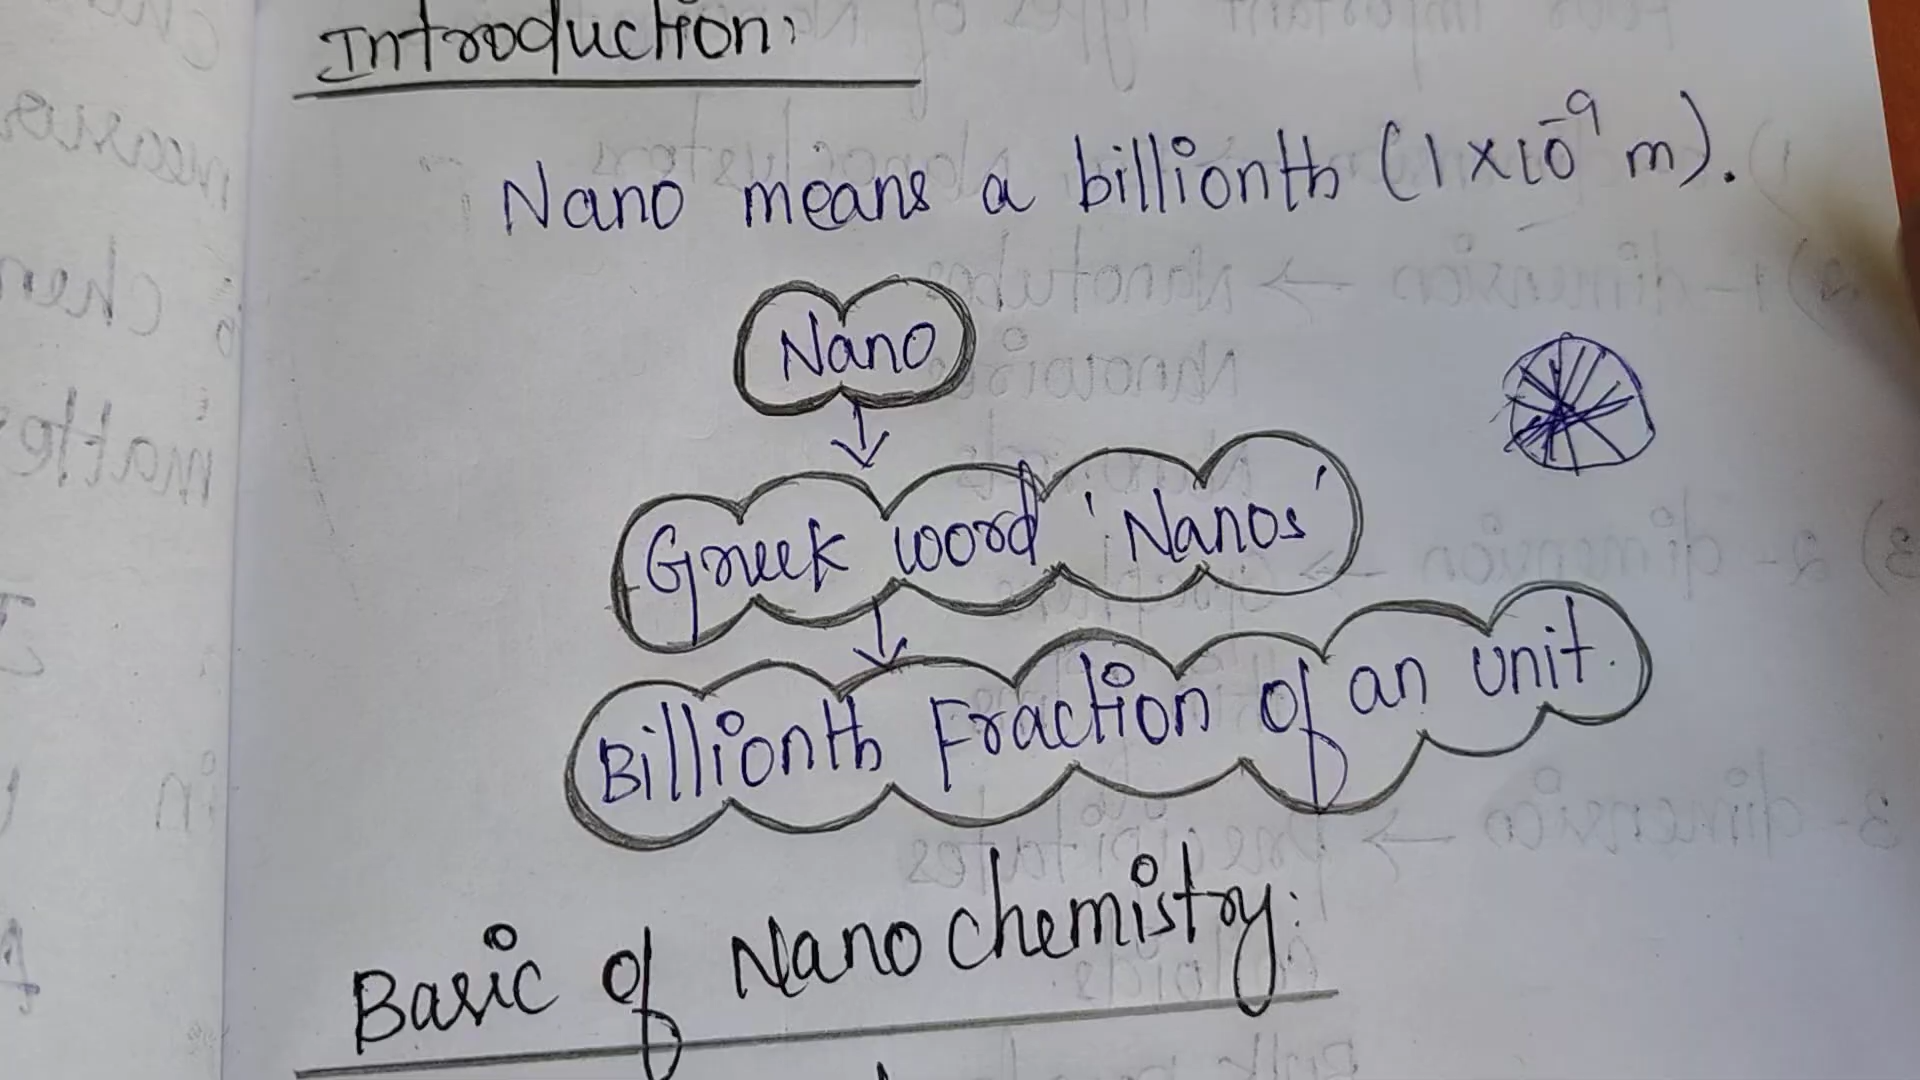 Introduction:
Nano means a billionth (1×10⁻⁹ m).
Nano
Greek word 'Nanos'
Billionth Fraction of an unit.
Basic of Nano chemistry: